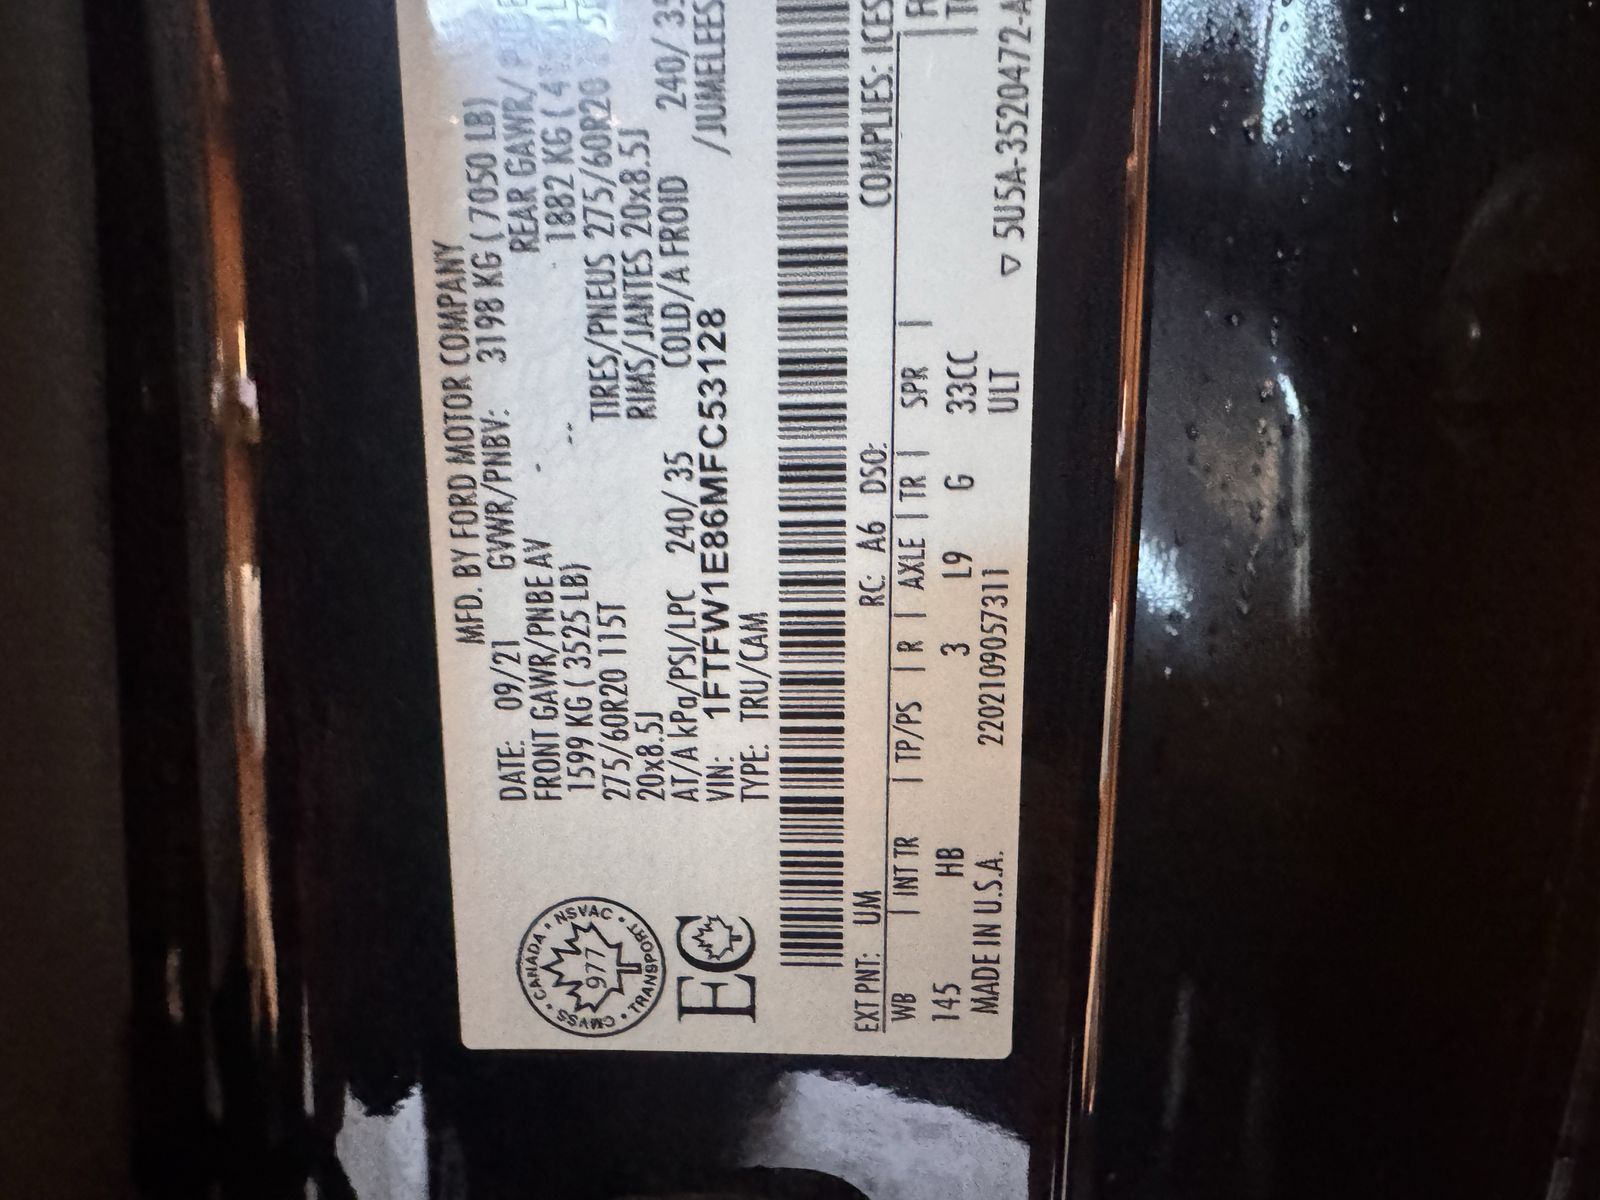 MFD. BY FORD MOTOR COMPANY
DATE: 09/21 GVWR/PNBV: 3198 KG ( 7050 LB)
FRONT GAWR/PNBE AV REAR GAWR/
1599 KG ( 3525 LB) 1882 KG ( 4
275/60R20 115T TIRES/PNEUS 275/60R20
20x8.5J RIMS/JANTES 20x8.5J
AT/A kPa/PSI/LPC 240/ 35 COLD/A FROID 240/ 35
VIN: 1FTFW1E86MFC53128 /JUMELEES
TYPE: TRU/CAM
CANADA • NSVAC • TRANSPORT • CMVSS •
977
EC
EXT PNT: UM RC: A6 DSO: COMPLIES: ICES
WB | INT TR | TP/PS | R | AXLE | TR | SPR |
145 HB 3 L9 G 33CC
MADE IN U.S.A. 220210905731 1 ULT
▽ 5U5A-3520472-A